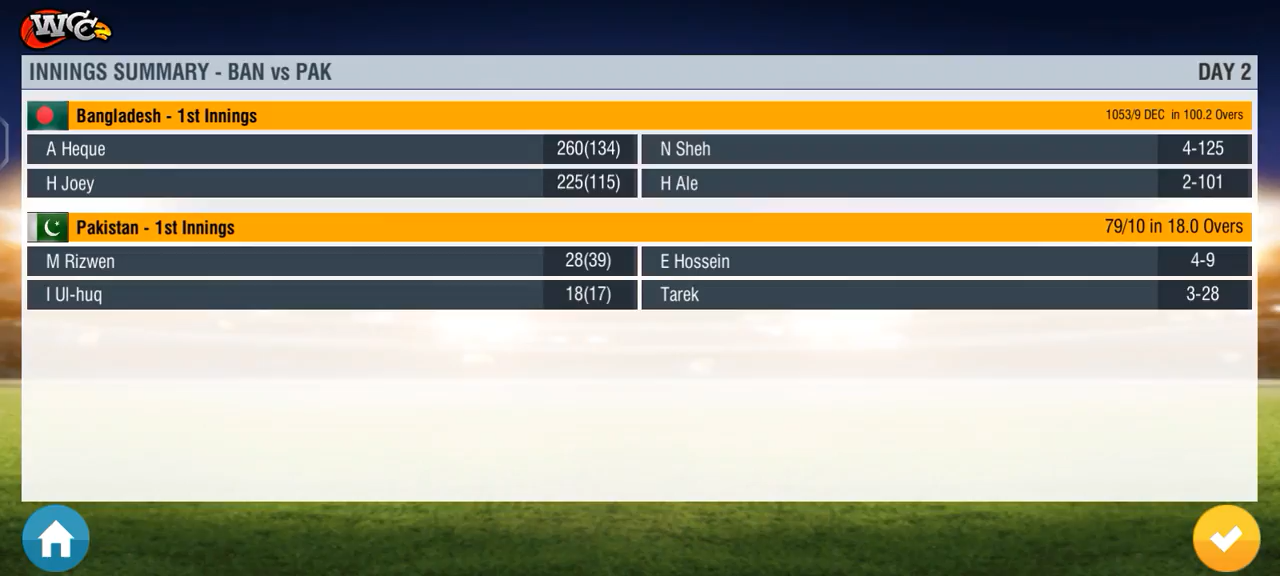 WCC
INNINGS SUMMARY - BAN vs PAK DAY 2
Bangladesh - 1st Innings 1053/9 DEC in 100.2 Overs
A Heque 260(134) N Sheh 4-125
H Joey 225(115) H Ale 2-101
Pakistan - 1st Innings 79/10 in 18.0 Overs
M Rizwen 28(39) E Hossein 4-9
I Ul-huq 18(17) Tarek 3-28